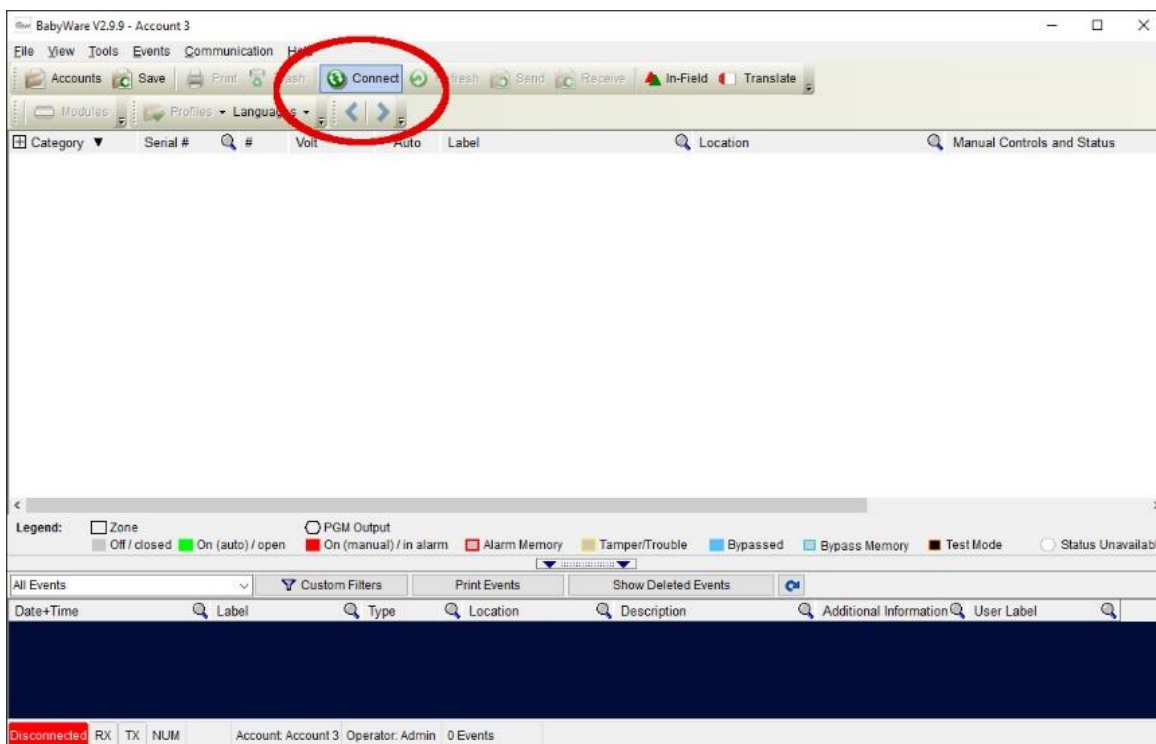 BabyWare V2.9.9 - Account 3
File View Tools Events Communication
Accounts Save Print Connect Refresh Send Receive In-Field Translate
Modules Profiles Languages
Category Serial # # Volt Auto Label Location Manual Controls and Status
Legend: Zone PGM Output
Off / closed On (auto) / open On (manual) / in alarm Alarm Memory Tamper/Trouble Bypassed Bypass Memory Test Mode Status Unavailabl
All Events Custom Filters Print Events Show Deleted Events
Date+Time Label Type Location Description Additional Information User Label
Disconnected RX TX NUM Account: Account 3 Operator: Admin 0 Events